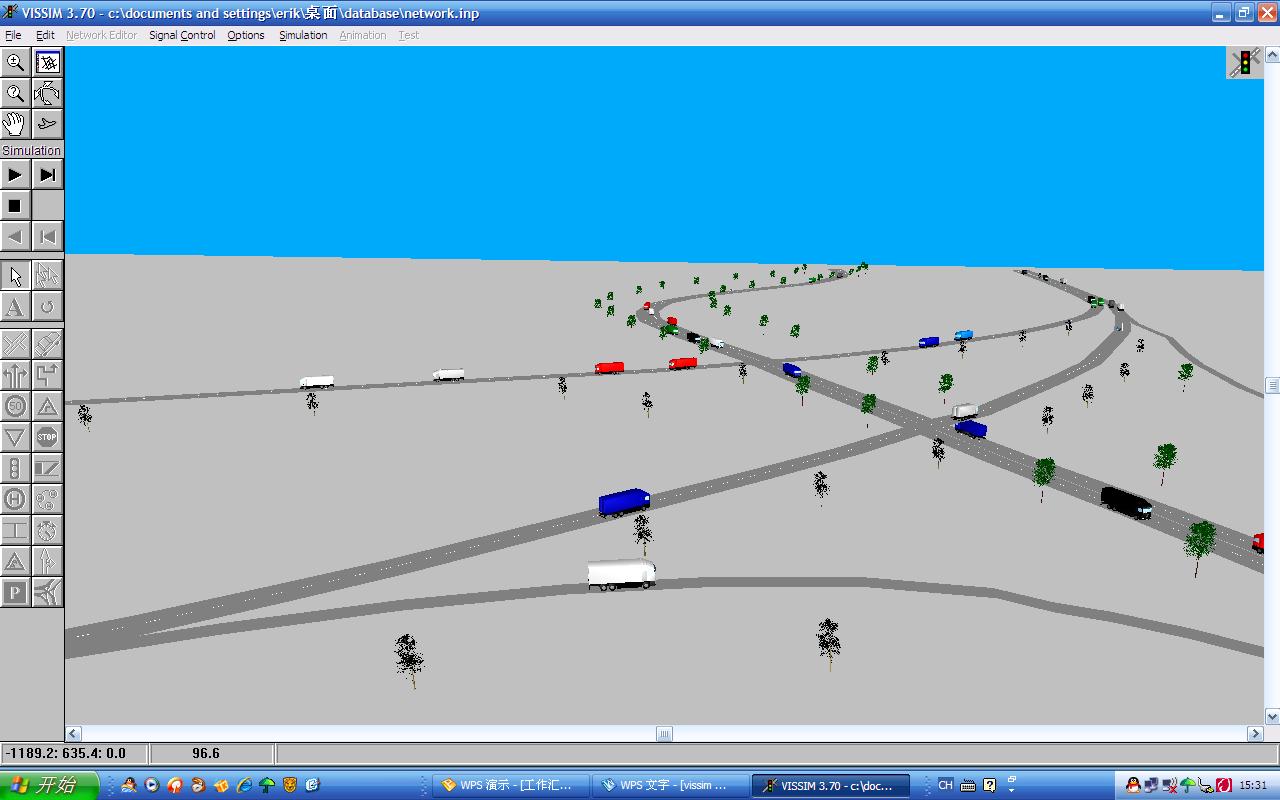 VISSIM 3.70 - c:\documents and settings\erik\桌面\database\network.inp
File Edit Network Editor Signal Control Options Simulation Animation Test
Simulation
A
50
STOP
H
P
-1189.2: 635.4: 0.0 96.6
开始 WPS 演示 - [工作汇... WPS 文字 - [vissim ... VISSIM 3.70 - c:\doc... CH 15:31